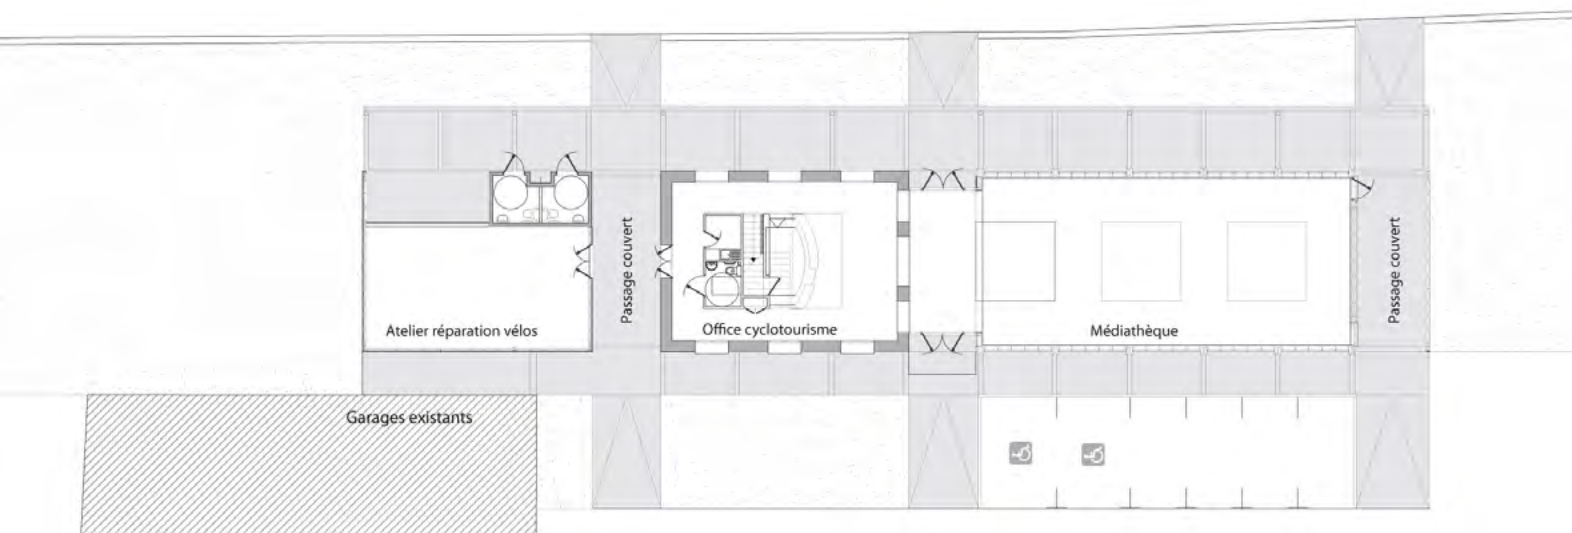 Passage couvert
Passage couvert
Atelier réparation vélos
Office cyclotourisme
Médiathèque
Garages existants